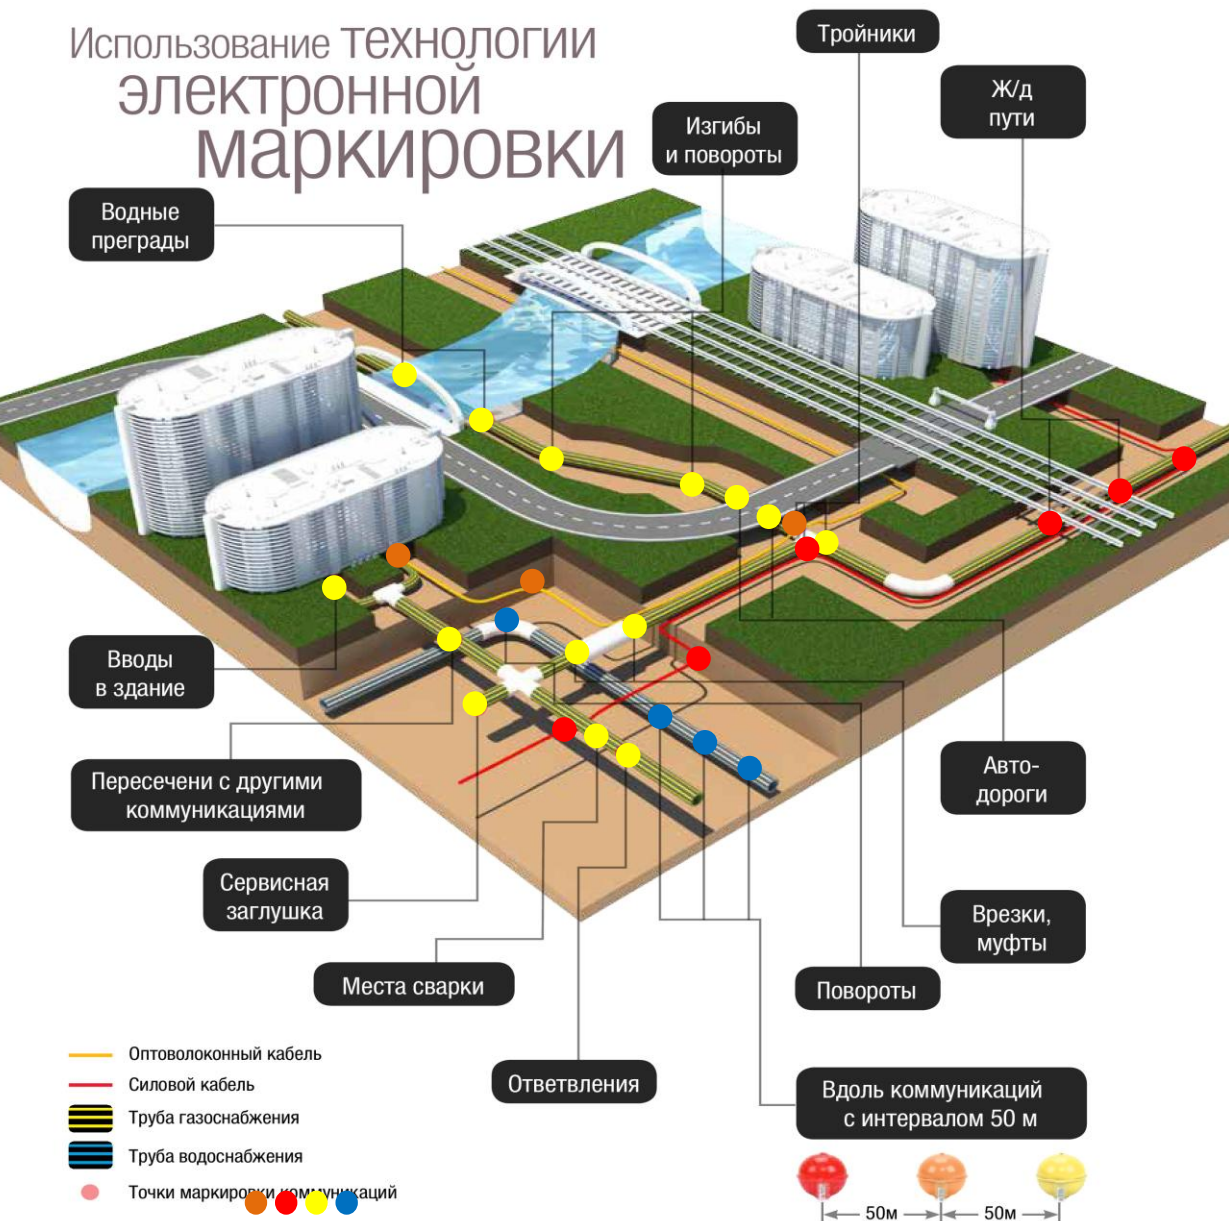 Использование технологии
электронной
маркировки
Тройники
Ж/д
пути
Изгибы
и повороты
Водные
преграды
Вводы
в здание
Пересечени с другими
коммуникациями
Авто-
дороги
Сервисная
заглушка
Врезки,
муфты
Места сварки
Повороты
Ответвления
Вдоль коммуникаций
с интервалом 50 м
Оптоволоконный кабель
Силовой кабель
Труба газоснабжения
Труба водоснабжения
Точки маркировки коммуникаций
50м
50м